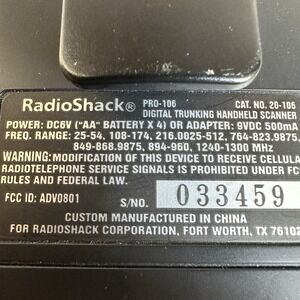 RadioShack® PRO-106 CAT. NO. 20-106
DIGITAL TRUNKING HANDHELD SCANNER
POWER: DC6V ("AA" BATTERY X 4) OR ADAPTER: 9VDC 500mA
FREQ. RANGE: 25-54, 108-174, 216.0025-512, 764-823.9875,
849-868.9875, 894-960, 1240-1300 MHz
WARNING: MODIFICATION OF THIS DEVICE TO RECEIVE CELLULAR
RADIOTELEPHONE SERVICE SIGNALS IS PROHIBITED UNDER FCC
RULES AND FEDERAL LAW.
FCC ID: ADV0801 S/NO. 033459
CUSTOM MANUFACTURED IN CHINA
FOR RADIOSHACK CORPORATION, FORT WORTH, TX 76102